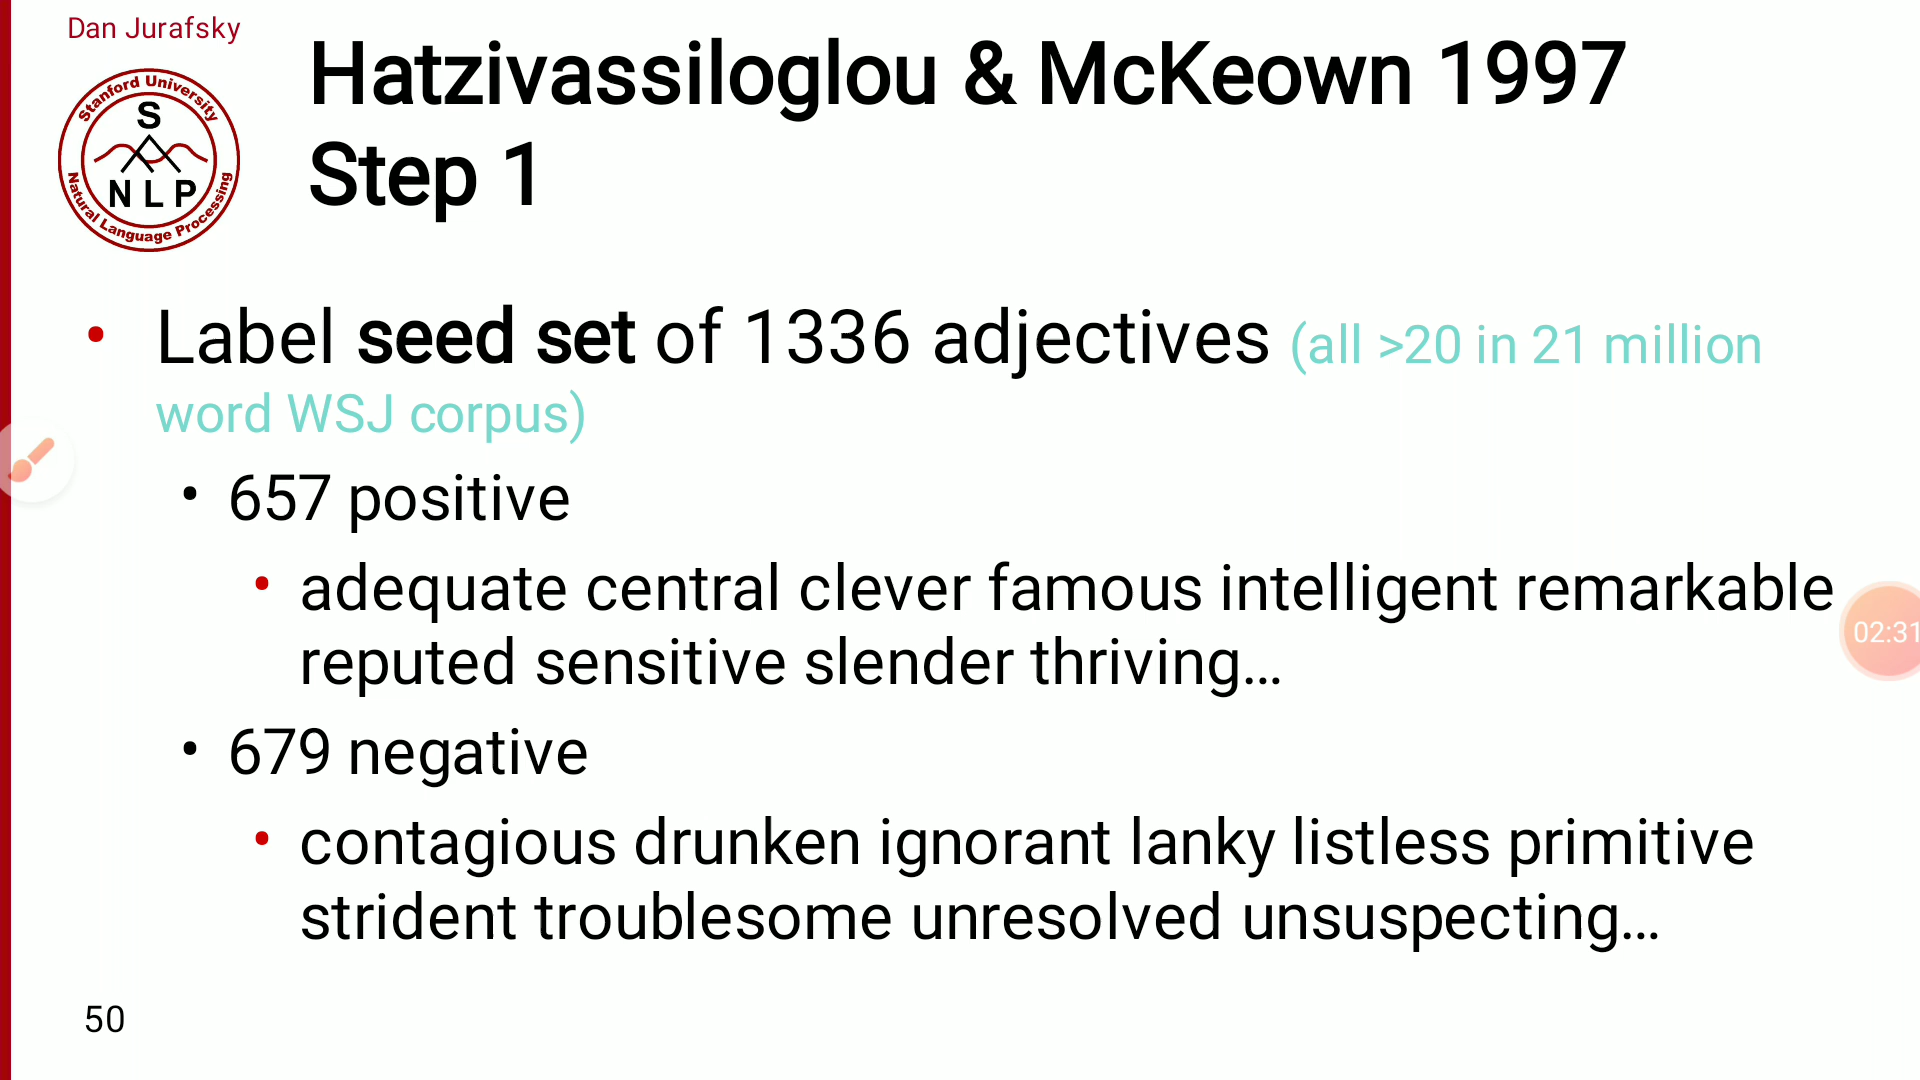 Dan Jurafsky
Hatzivassiloglou & McKeown 1997
Step 1
Stanford University
S
N L P
Natural Language Processing
• Label seed set of 1336 adjectives (all >20 in 21 million
word WSJ corpus)
• 657 positive
• adequate central clever famous intelligent remarkable
reputed sensitive slender thriving…
• 679 negative
• contagious drunken ignorant lanky listless primitive
strident troublesome unresolved unsuspecting…
02:31
50